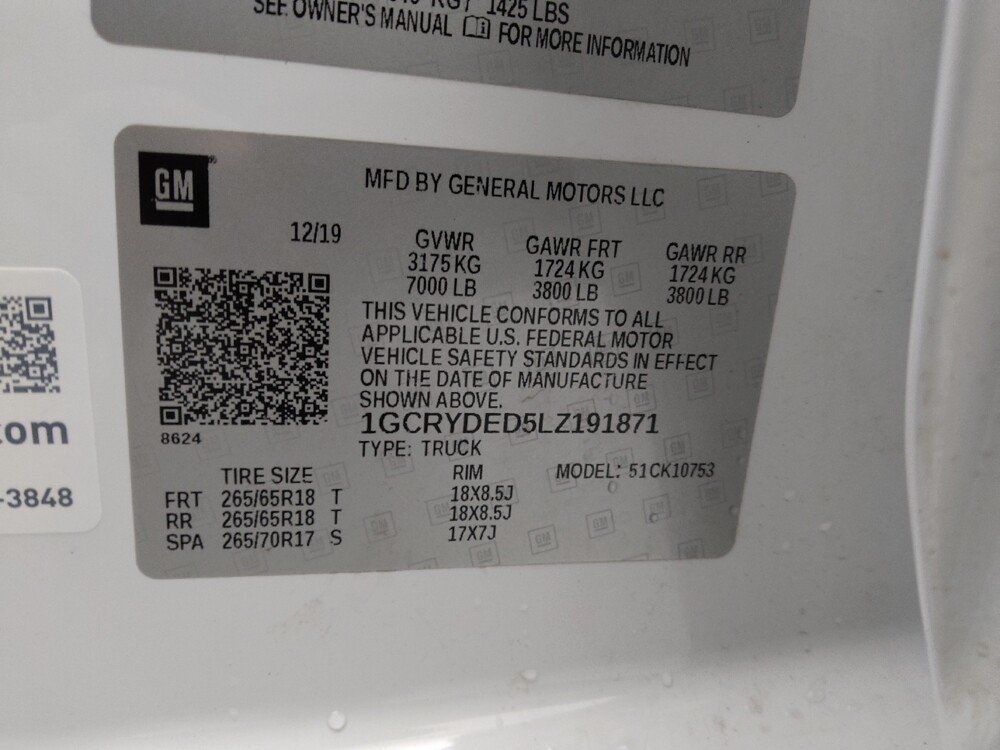 1425 LBS
SEE OWNER'S MANUAL FOR MORE INFORMATION
GM
MFD BY GENERAL MOTORS LLC
12/19 GVWR GAWR FRT GAWR RR
3175 KG 1724 KG 1724 KG
7000 LB 3800 LB 3800 LB
THIS VEHICLE CONFORMS TO ALL
APPLICABLE U.S. FEDERAL MOTOR
VEHICLE SAFETY STANDARDS IN EFFECT
ON THE DATE OF MANUFACTURE
SHOWN ABOVE.
1GCRYDED5LZ191871
8624
TYPE: TRUCK
TIRE SIZE RIM MODEL: 51CK10753
FRT 265/65R18 T 18X8.5J
RR 265/65R18 T 18X8.5J
SPA 265/70R17 S 17X7J
.com
-3848